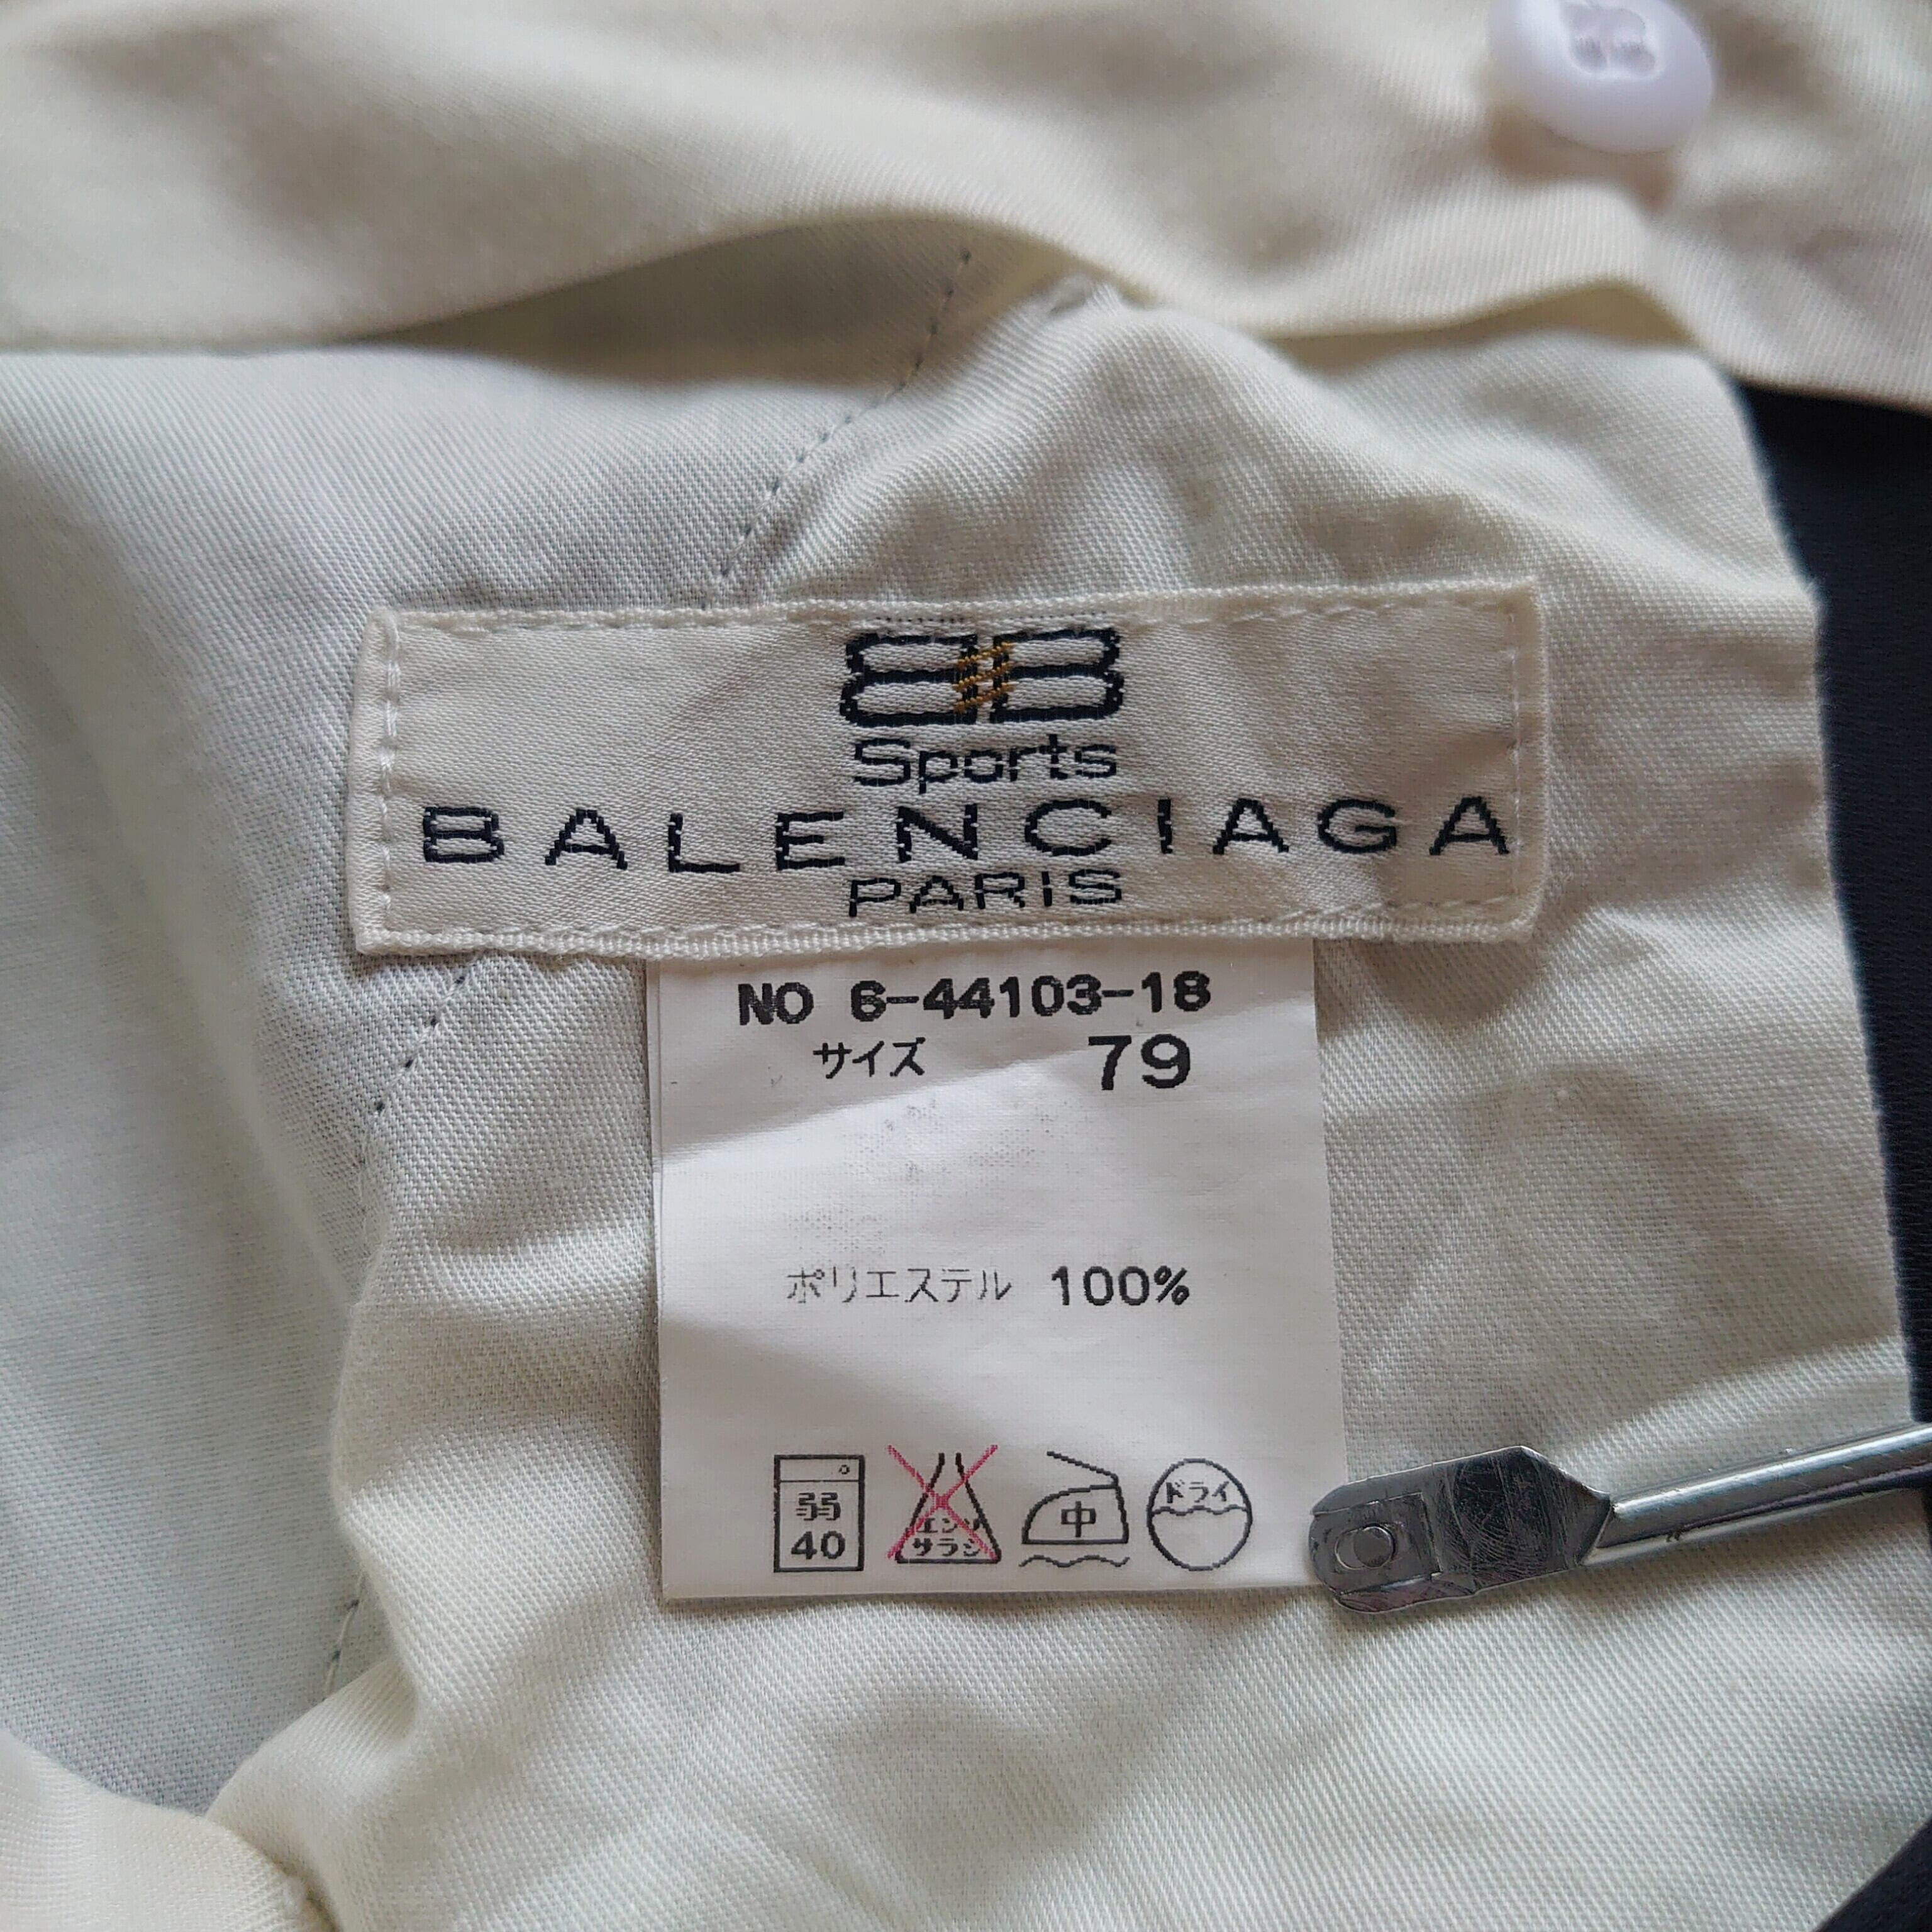 BB
Sports
BALENCIAGA
PARIS
NO 6-44103-18
サイズ 79
ポリエステル 100%
弱
40
エンソ
サラシ
中
ドライ